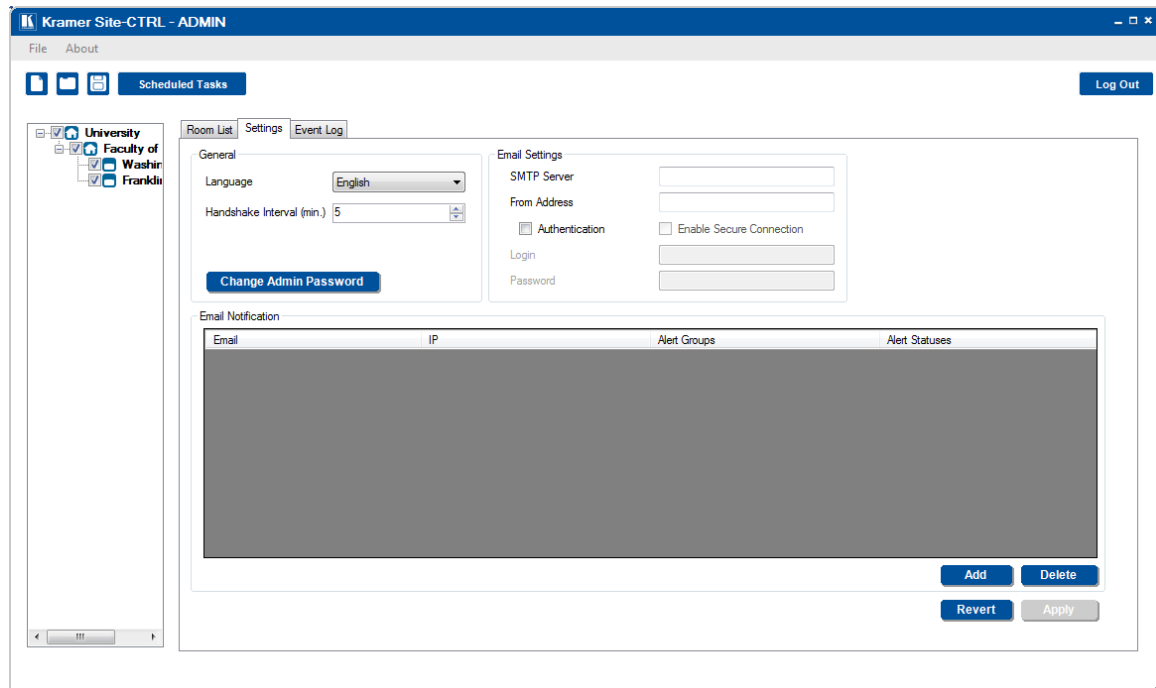 Kramer Site-CTRL - ADMIN
File About
Scheduled Tasks Log Out
University
Faculty of
Washin
Franklin
Room List Settings Event Log
General
Language English
Handshake Interval (min.) 5
Change Admin Password
Email Settings
SMTP Server
From Address
Authentication Enable Secure Connection
Login
Password
Email Notification
Email IP Alert Groups Alert Statuses
Add Delete
Revert Apply